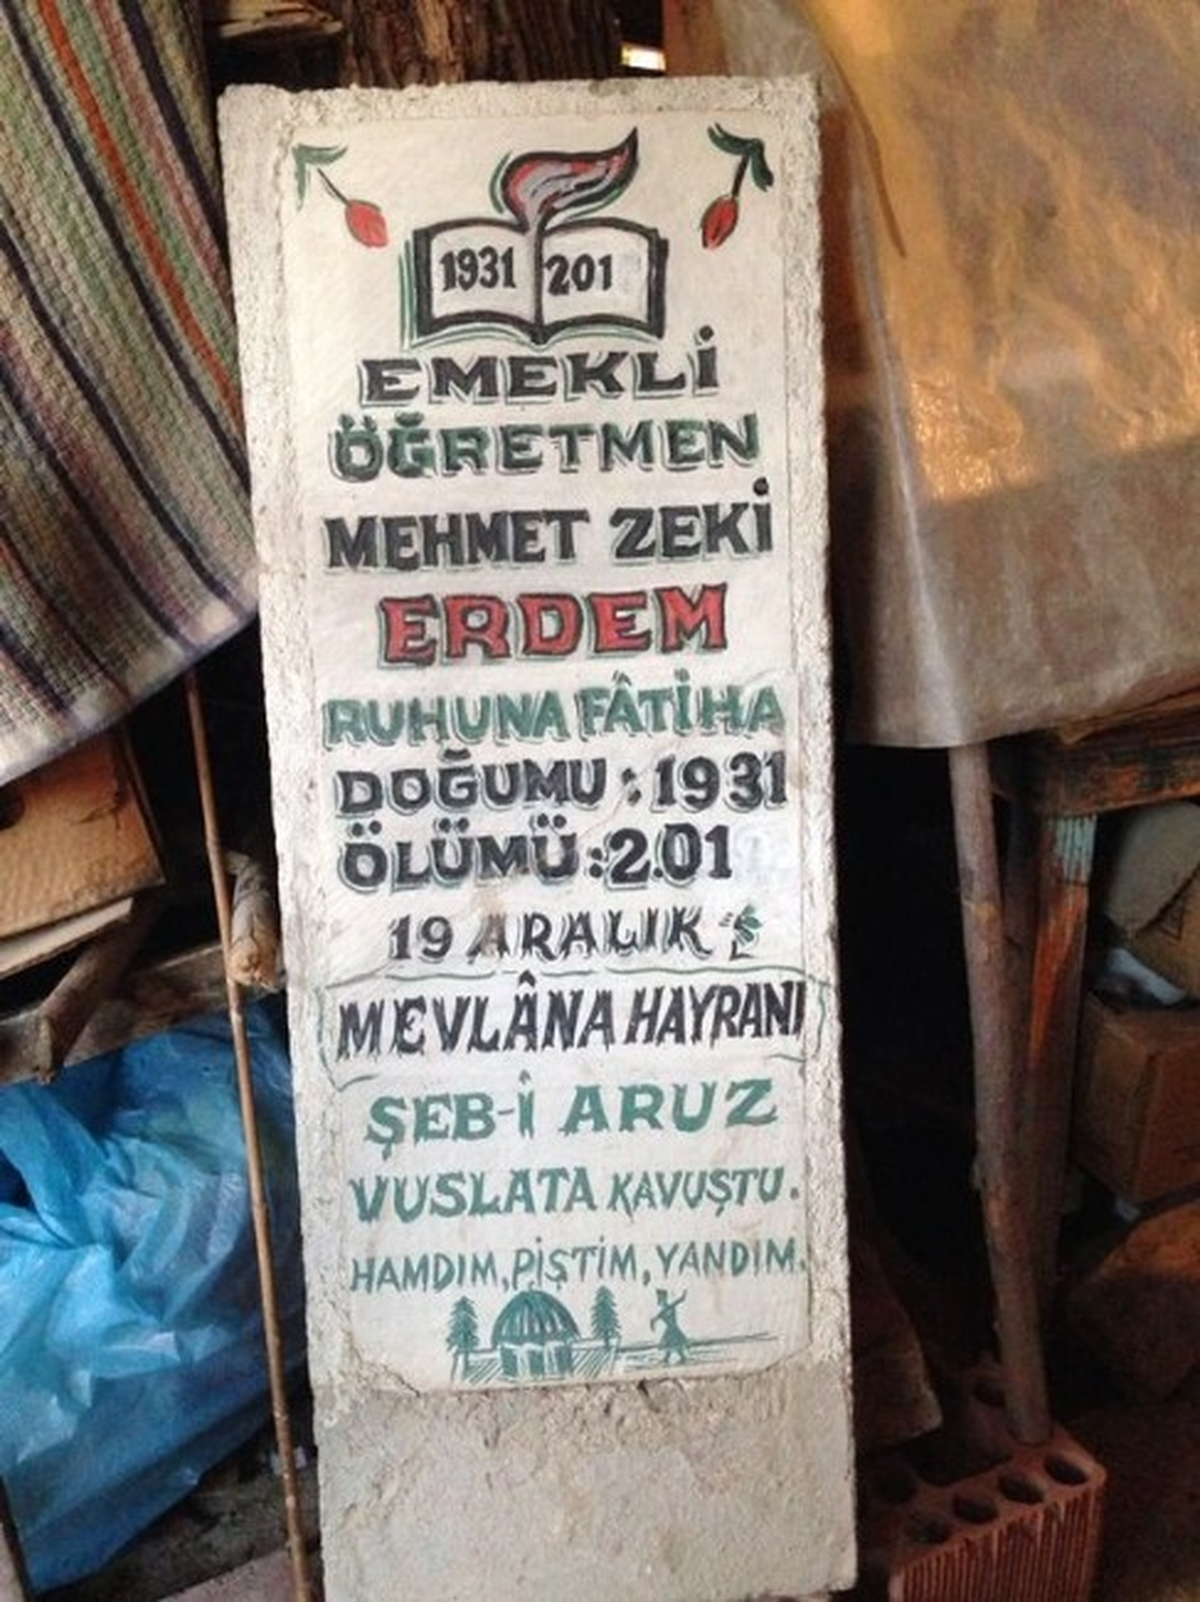 1931 201
EMEKLİ
ÖĞRETMEN
MEHMET ZEKİ
ERDEM
RUHUNA FÂTİHA
DOĞUMU : 1931
ÖLÜMÜ : 201
19 ARALIK
MEVLÂNA HAYRANI
ŞEB-İ ARUZ
VUSLATA KAVUŞTU.
HAMDIM, PİŞTİM, YANDIM.